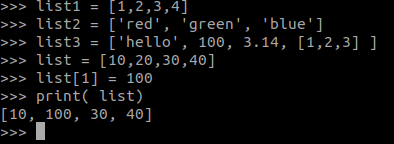 >>> list1 = [1,2,3,4]
>>> list2 = ['red', 'green', 'blue']
>>> list3 = ['hello', 100, 3.14, [1,2,3] ]
>>> list = [10,20,30,40]
>>> list[1] = 100
>>> print( list)
[10, 100, 30, 40]
>>>